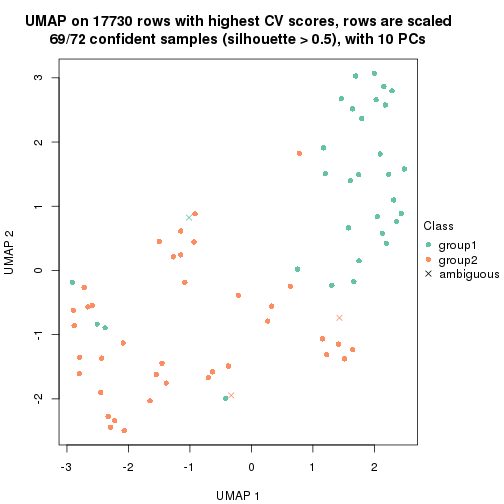 UMAP on 17730 rows with highest CV scores, rows are scaled
69/72 confident samples (silhouette > 0.5), with 10 PCs
3
2
1
0
-1
-2
UMAP 2
-3
-2
-1
0
1
2
UMAP 1
Class
group1
group2
ambiguous